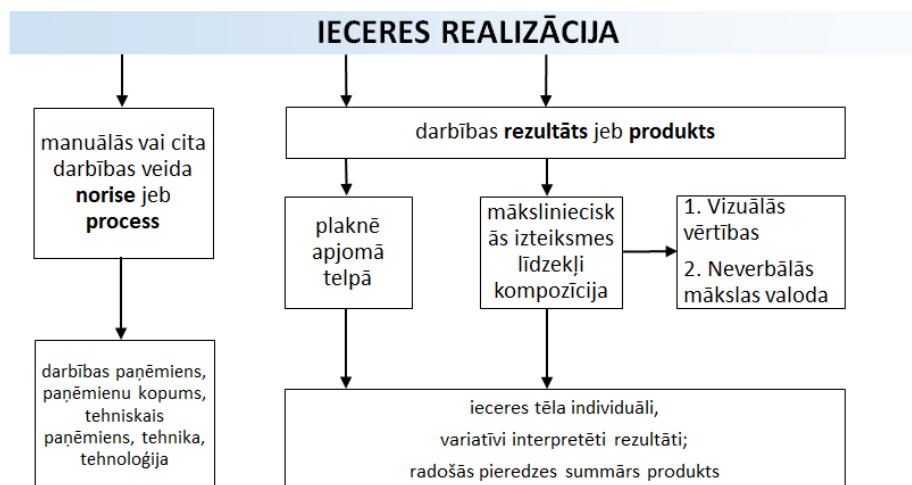 IECERES REALIZĀCIJA
manuālās vai cita
darbības veida
norise jeb
process
darbības rezultāts jeb produkts
plaknē
apjomā
telpā
māksliniecisk
ās izteiksmes
līdzekļi
kompozīcija
1. Vizuālās
vērtības
2. Neverbālās
mākslas valoda
darbības paņēmiens,
paņēmienu kopums,
tehniskais
paņēmiens, tehnika,
tehnoloģija
ieceres tēla individuāli,
variatīvi interpretēti rezultāti;
radošās pieredzes summārs produkts